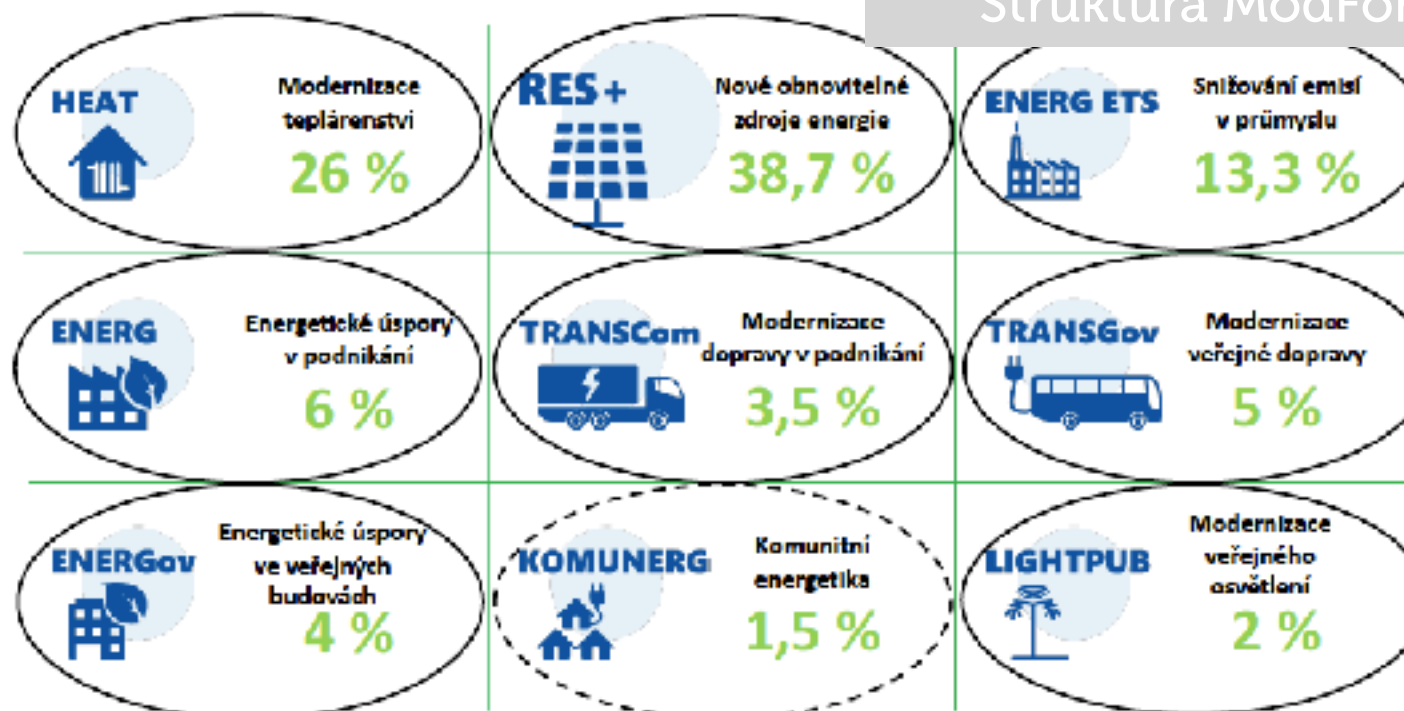 Struktura ModFo
HEAT
Modernizace
teplárenství
26 %
RES+
Nové obnovitelné
zdroje energie
38,7 %
ENERG ETS
Snižování emisí
v průmyslu
13,3 %
ENERG
Energetické úspory
v podnikání
6 %
TRANSCom
Modernizace
dopravy v podnikání
3,5 %
TRANSGov
Modernizace
veřejné dopravy
5 %
ENERGov
Energetické úspory
ve veřejných
budovách
4 %
KOMUNERG
Komunitní
energetika
1,5 %
LIGHTPUB
Modernizace
veřejného
osvětlení
2 %